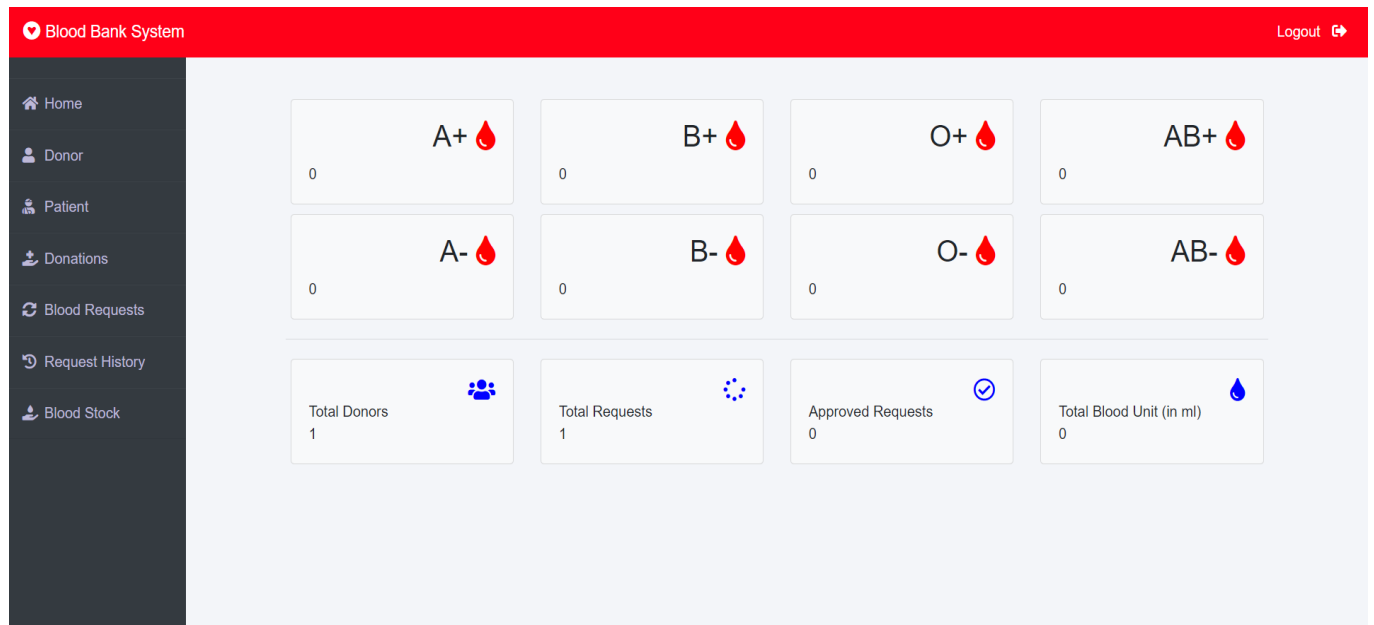 Blood Bank System
Logout
Home
Donor
Patient
Donations
Blood Requests
Request History
Blood Stock
A+
0
B+
0
O+
0
AB+
0
A-
0
B-
0
O-
0
AB-
0
Total Donors
1
Total Requests
1
Approved Requests
0
Total Blood Unit (in ml)
0